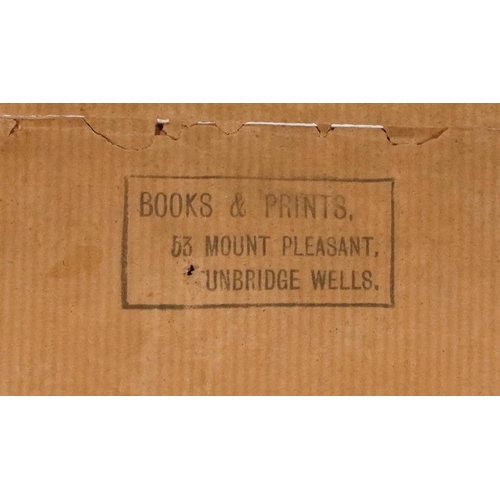 BOOKS & PRINTS,
53 MOUNT PLEASANT,
UNBRIDGE WELLS.